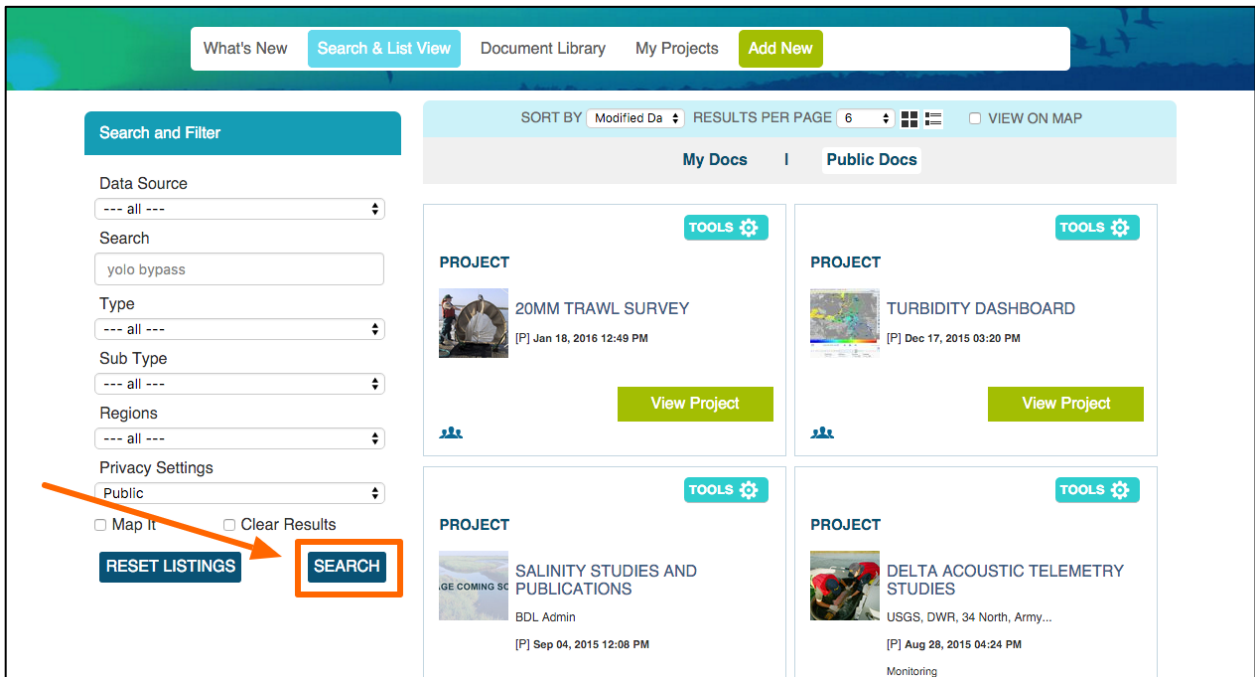 What's New Search & List View Document Library My Projects Add New
Search and Filter
Data Source
--- all ---
Search
yolo bypass
Type
--- all ---
Sub Type
--- all ---
Regions
--- all ---
Privacy Settings
Public
Map It Clear Results
RESET LISTINGS SEARCH
SORT BY Modified Da RESULTS PER PAGE 6 VIEW ON MAP
My Docs | Public Docs
TOOLS
PROJECT
20MM TRAWL SURVEY
[P] Jan 18, 2016 12:49 PM
View Project
TOOLS
PROJECT
TURBIDITY DASHBOARD
[P] Dec 17, 2015 03:20 PM
View Project
TOOLS
PROJECT
GE COMING SO
SALINITY STUDIES AND
PUBLICATIONS
BDL Admin
[P] Sep 04, 2015 12:08 PM
TOOLS
PROJECT
DELTA ACOUSTIC TELEMETRY
STUDIES
USGS, DWR, 34 North, Army...
[P] Aug 28, 2015 04:24 PM
Monitoring